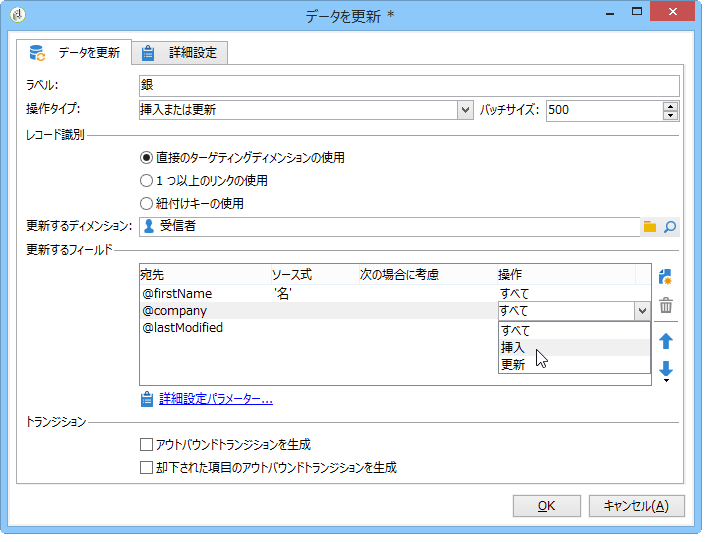 データを更新 *
データを更新 詳細設定
ラベル: 銀
操作タイプ: 挿入または更新 バッチサイズ: 500
レコード識別
直接のターゲティングディメンションの使用
1 つ以上のリンクの使用
紐付けキーの使用
更新するディメンション: 受信者
更新するフィールド
宛先 ソース式 次の場合に考慮 操作
@firstName '名' すべて
@company すべて
@lastModified すべて
挿入
更新
詳細設定パラメーター...
トランジション
アウトバウンドトランジションを生成
却下された項目のアウトバウンドトランジションを生成
OK キャンセル(A)